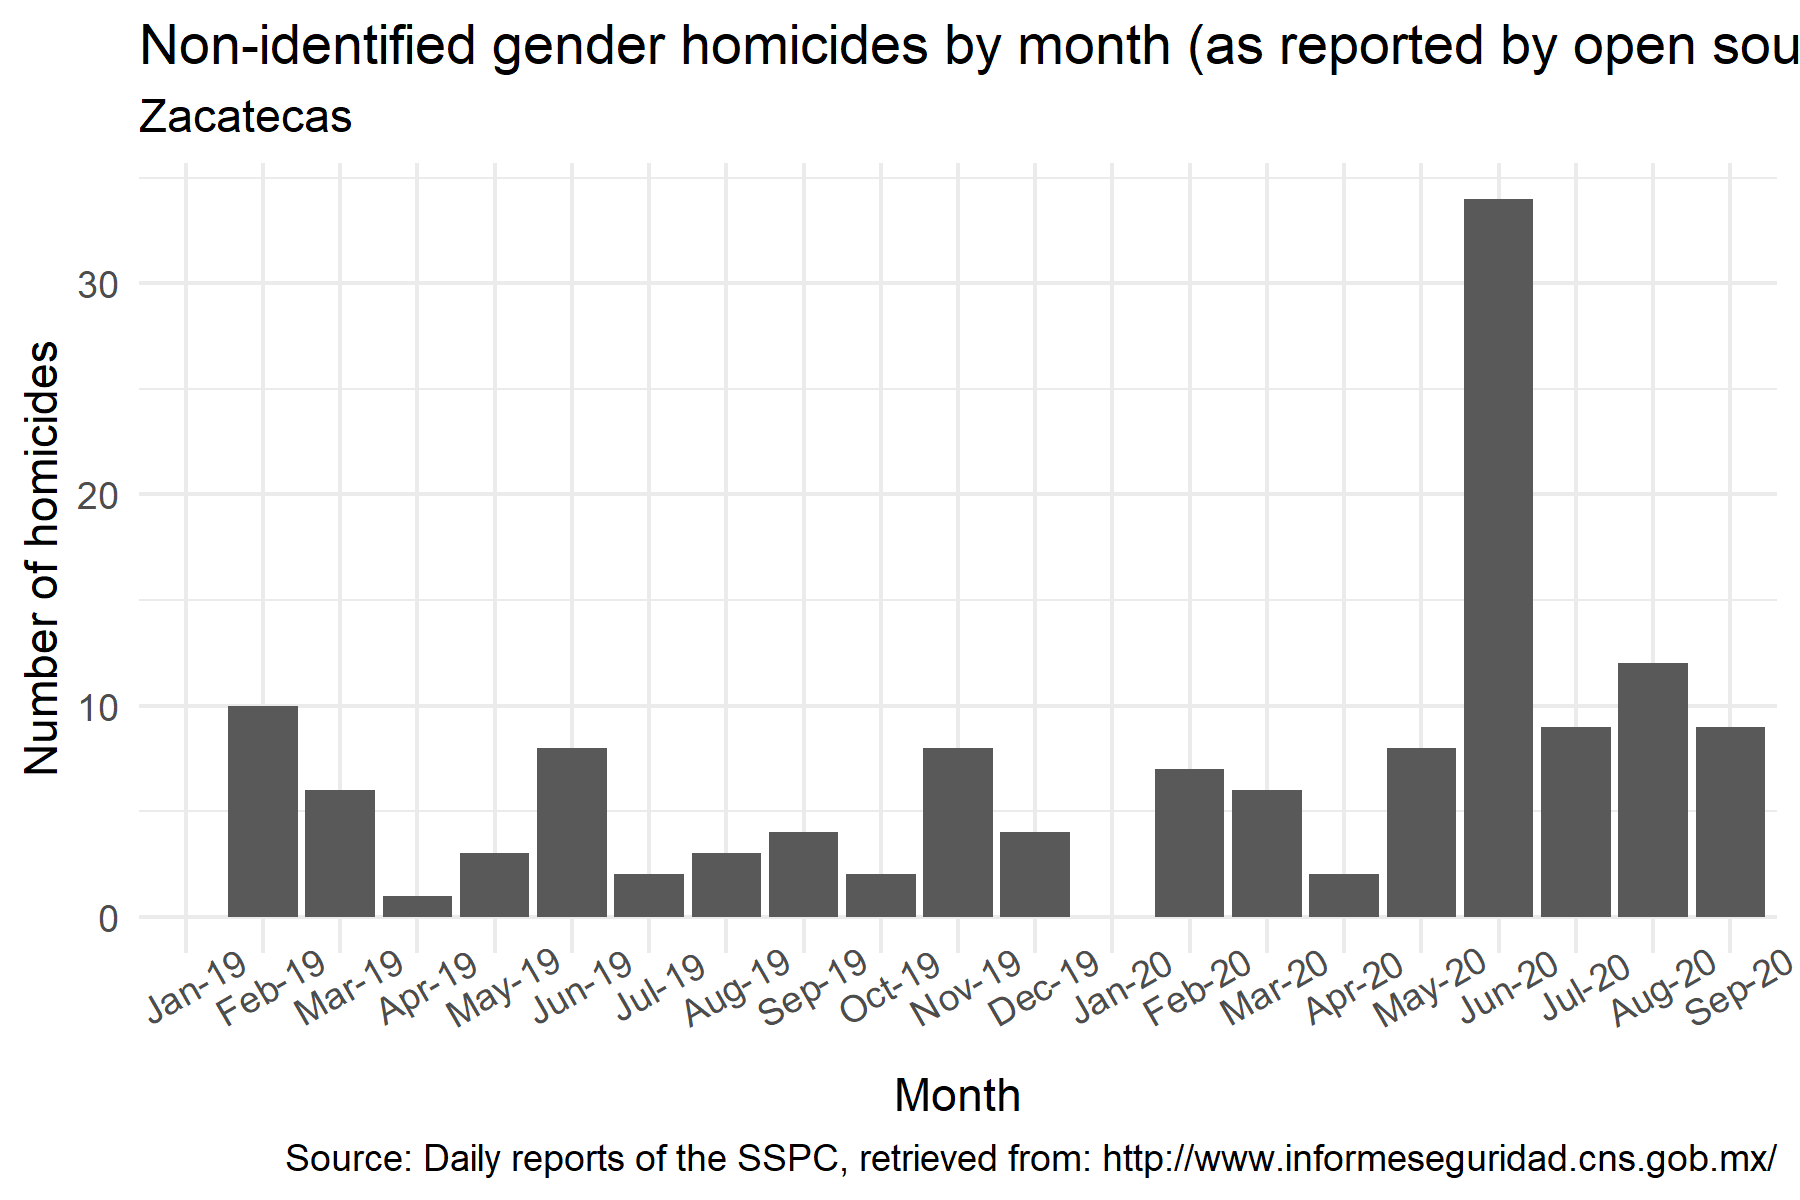 Non-identified gender homicides by month (as reported by open sou
Zacatecas
Number of homicides
30
20
10
0
Jan-19
Feb-19
Mar-19
Apr-19
May-19
Jun-19
Jul-19
Aug-19
Sep-19
Oct-19
Nov-19
Dec-19
Jan-20
Feb-20
Mar-20
Apr-20
May-20
Jun-20
Jul-20
Aug-20
Sep-20
Month
Source: Daily reports of the SSPC, retrieved from: http://www.informeseguridad.cns.gob.mx/